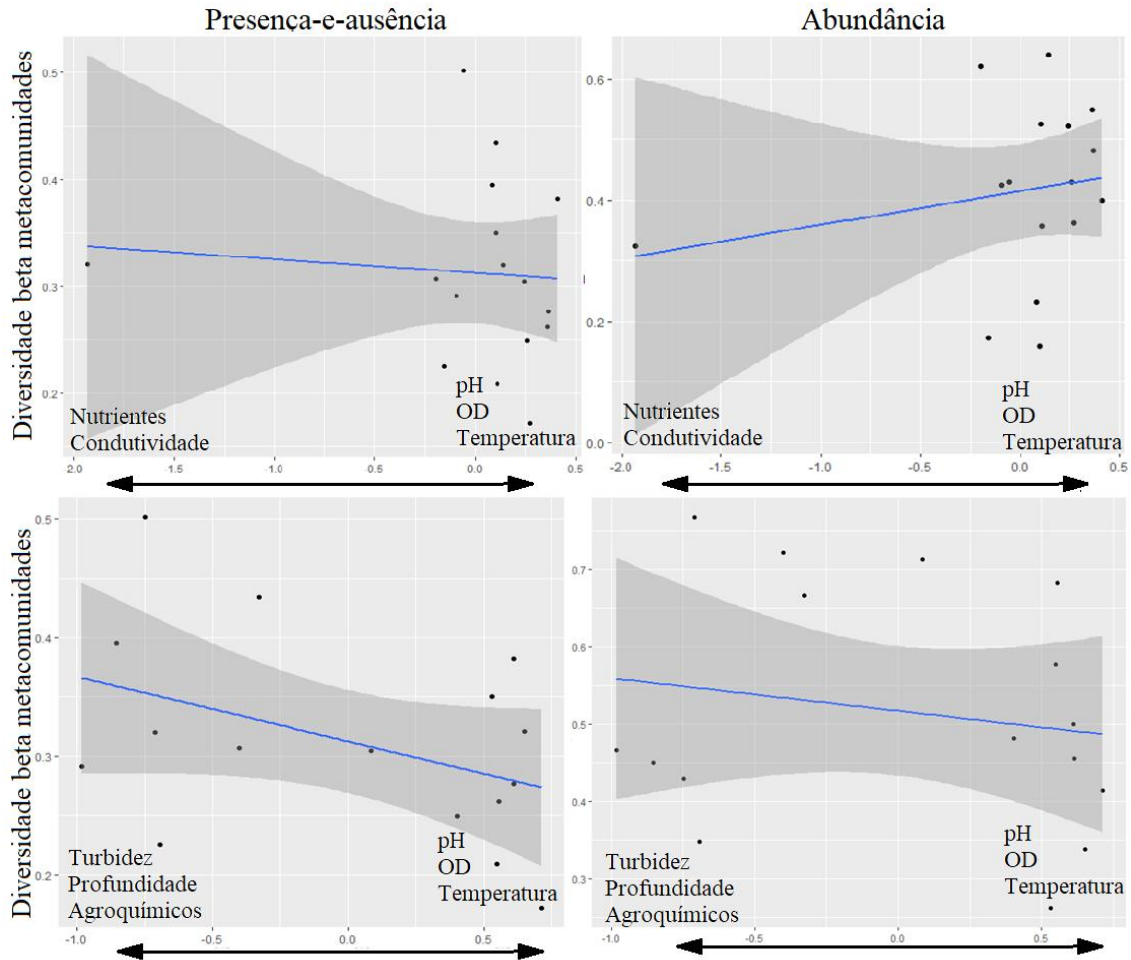 Presença-e-ausência
Abundância
Diversidade beta metacomunidades
0.5
0.4
0.3
0.2
Nutrientes
Condutividade
pH
OD
Temperatura
2.0
-1.5
-1.0
-0.5
0.0
0.5
0.6
0.4
0.2
0.0
Nutrientes
Condutividade
pH
OD
Temperatura
-2.0
-1.5
-1.0
-0.5
0.0
0.5
Diversidade beta metacomunidades
0.5
0.4
0.3
0.2
Turbidez
Profundidade
Agroquímicos
pH
OD
Temperatura
-1.0
-0.5
0.0
0.5
0.7
0.6
0.5
0.4
0.3
Turbidez
Profundidade
Agroquímicos
pH
OD
Temperatura
-1.0
-0.5
0.0
0.5